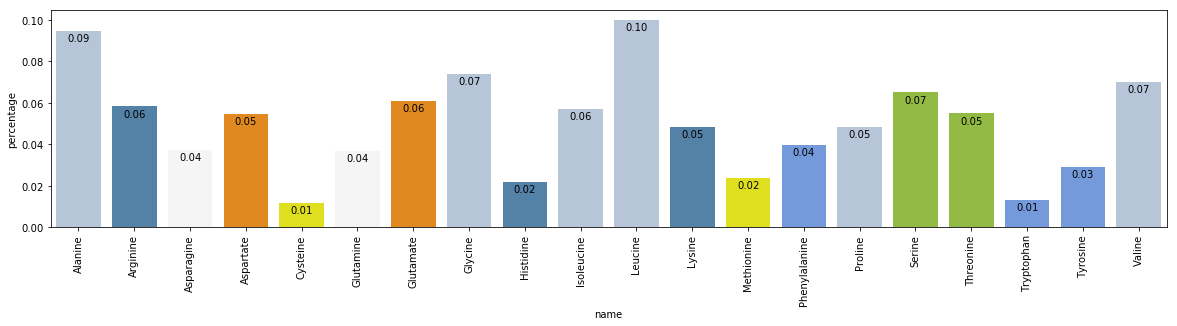 0.10
0.08
0.06
0.04
0.02
0.00
percentage
0.09
0.06
0.04
0.05
0.01
0.04
0.06
0.07
0.02
0.06
0.10
0.05
0.02
0.04
0.05
0.07
0.05
0.01
0.03
0.07
Alanine
Arginine
Asparagine
Aspartate
Cysteine
Glutamine
Glutamate
Glycine
Histidine
Isoleucine
Leucine
Lysine
Methionine
Phenylalanine
Proline
Serine
Threonine
Tryptophan
Tyrosine
Valine
name